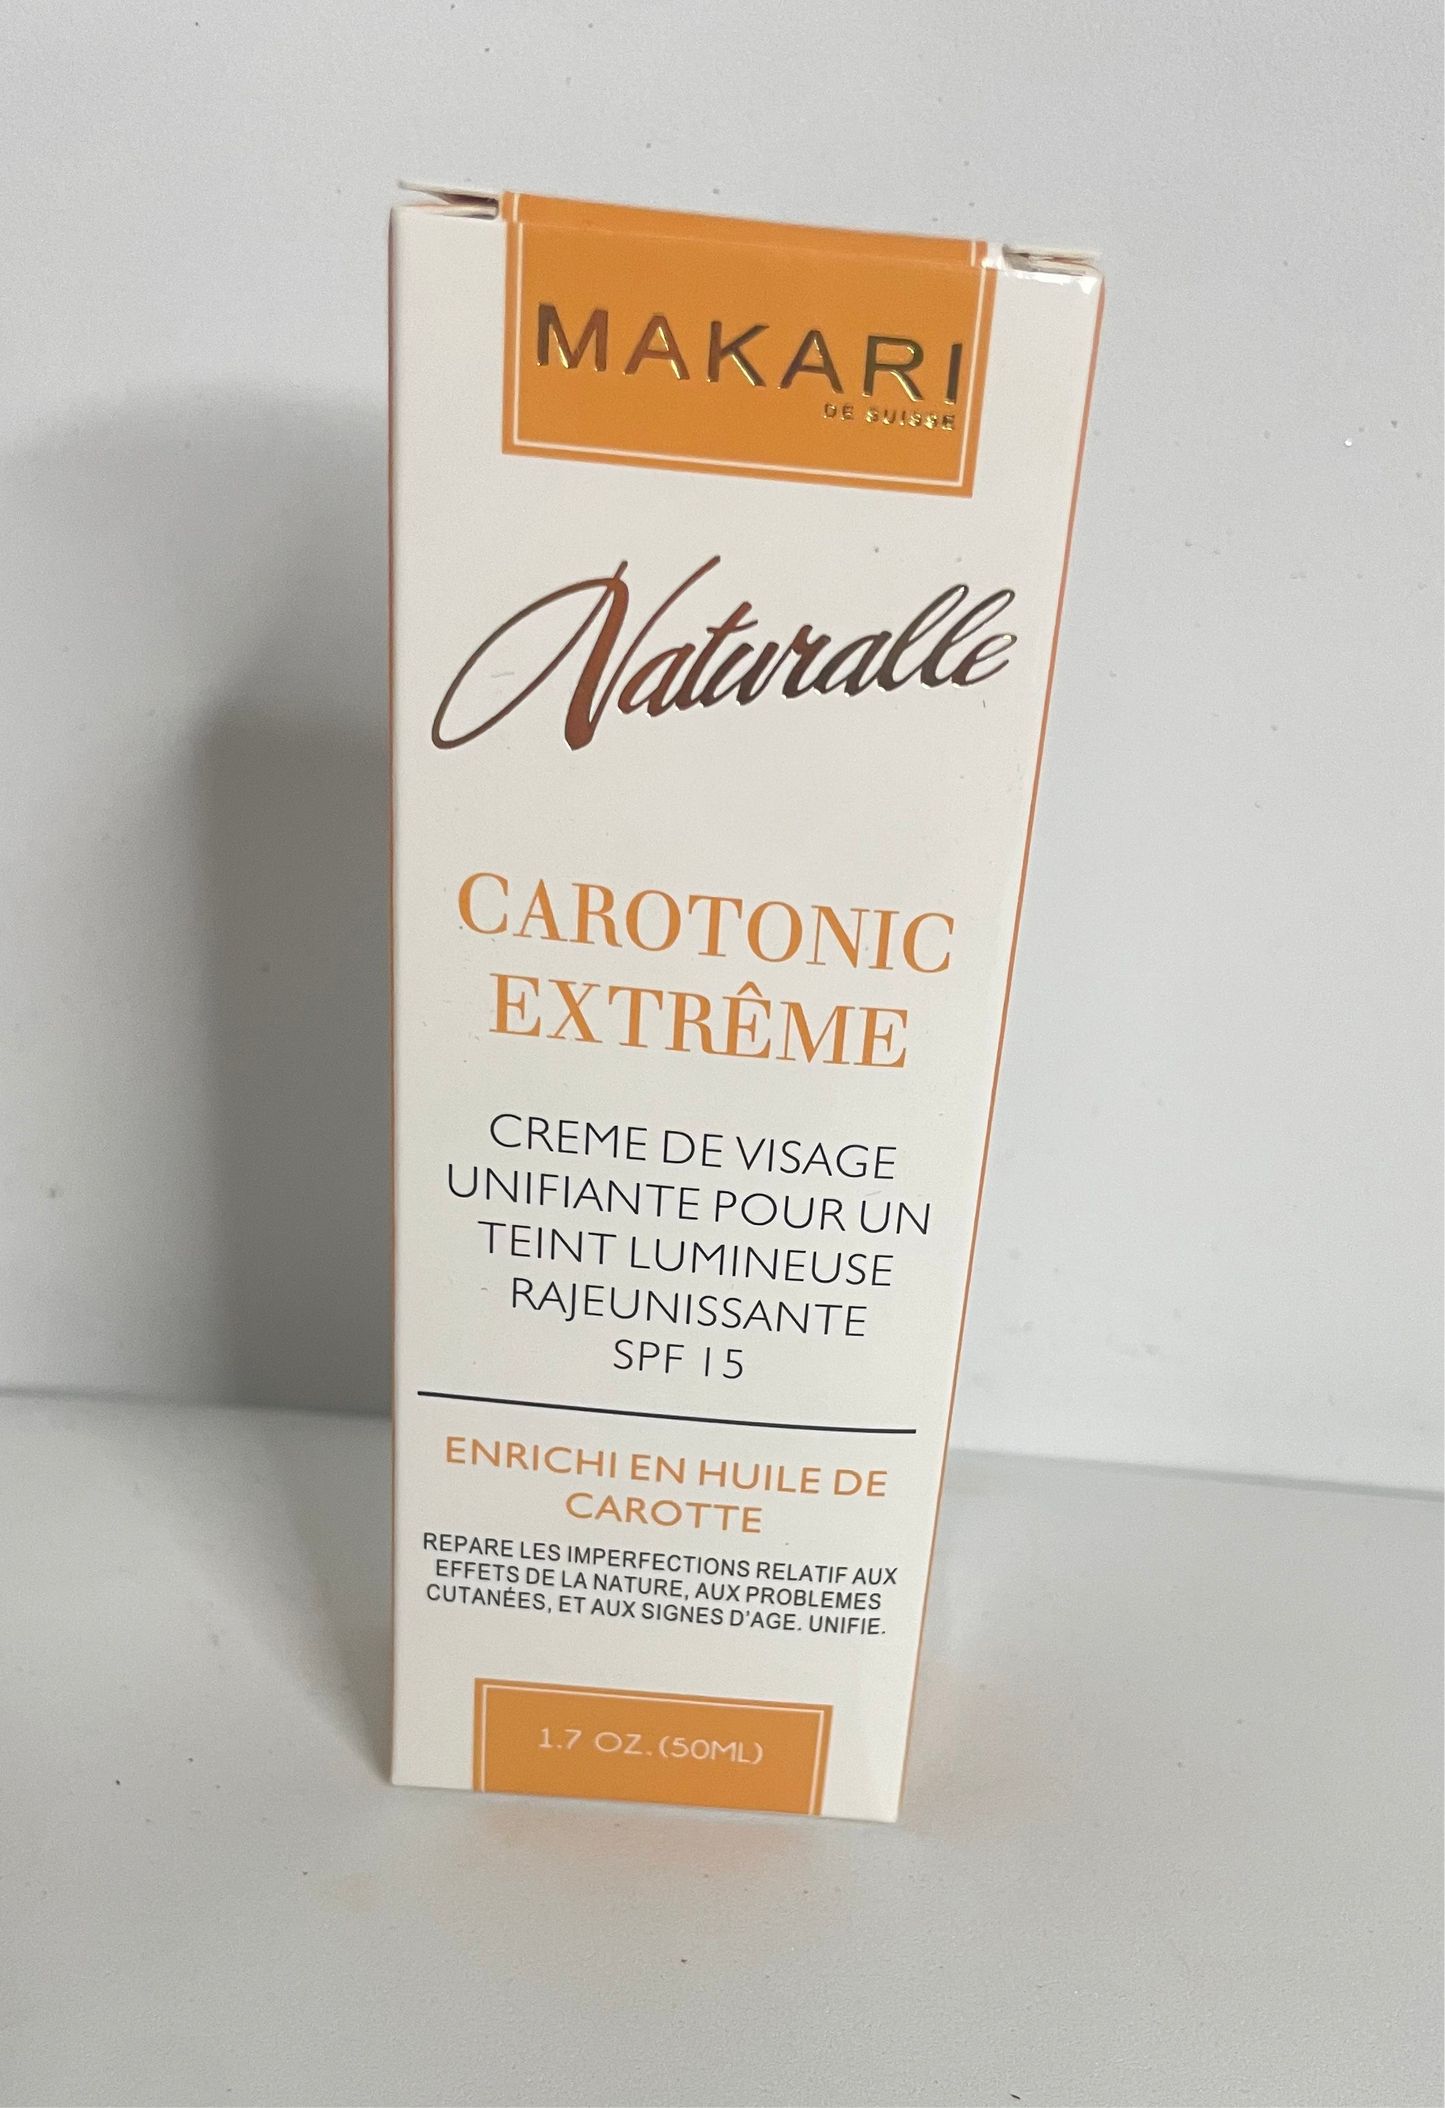 MAKARI
DE SUISSE
Naturalle
CAROTONIC
EXTRÊME
CREME DE VISAGE
UNIFIANTE POUR UN
TEINT LUMINEUSE
RAJEUNISSANTE
SPF 15
ENRICHI EN HUILE DE
CAROTTE
REPARE LES IMPERFECTIONS RELATIF AUX
EFFETS DE LA NATURE, AUX PROBLEMES
CUTANÉES, ET AUX SIGNES D'AGE. UNIFIE.
1.7 OZ. (50ML)